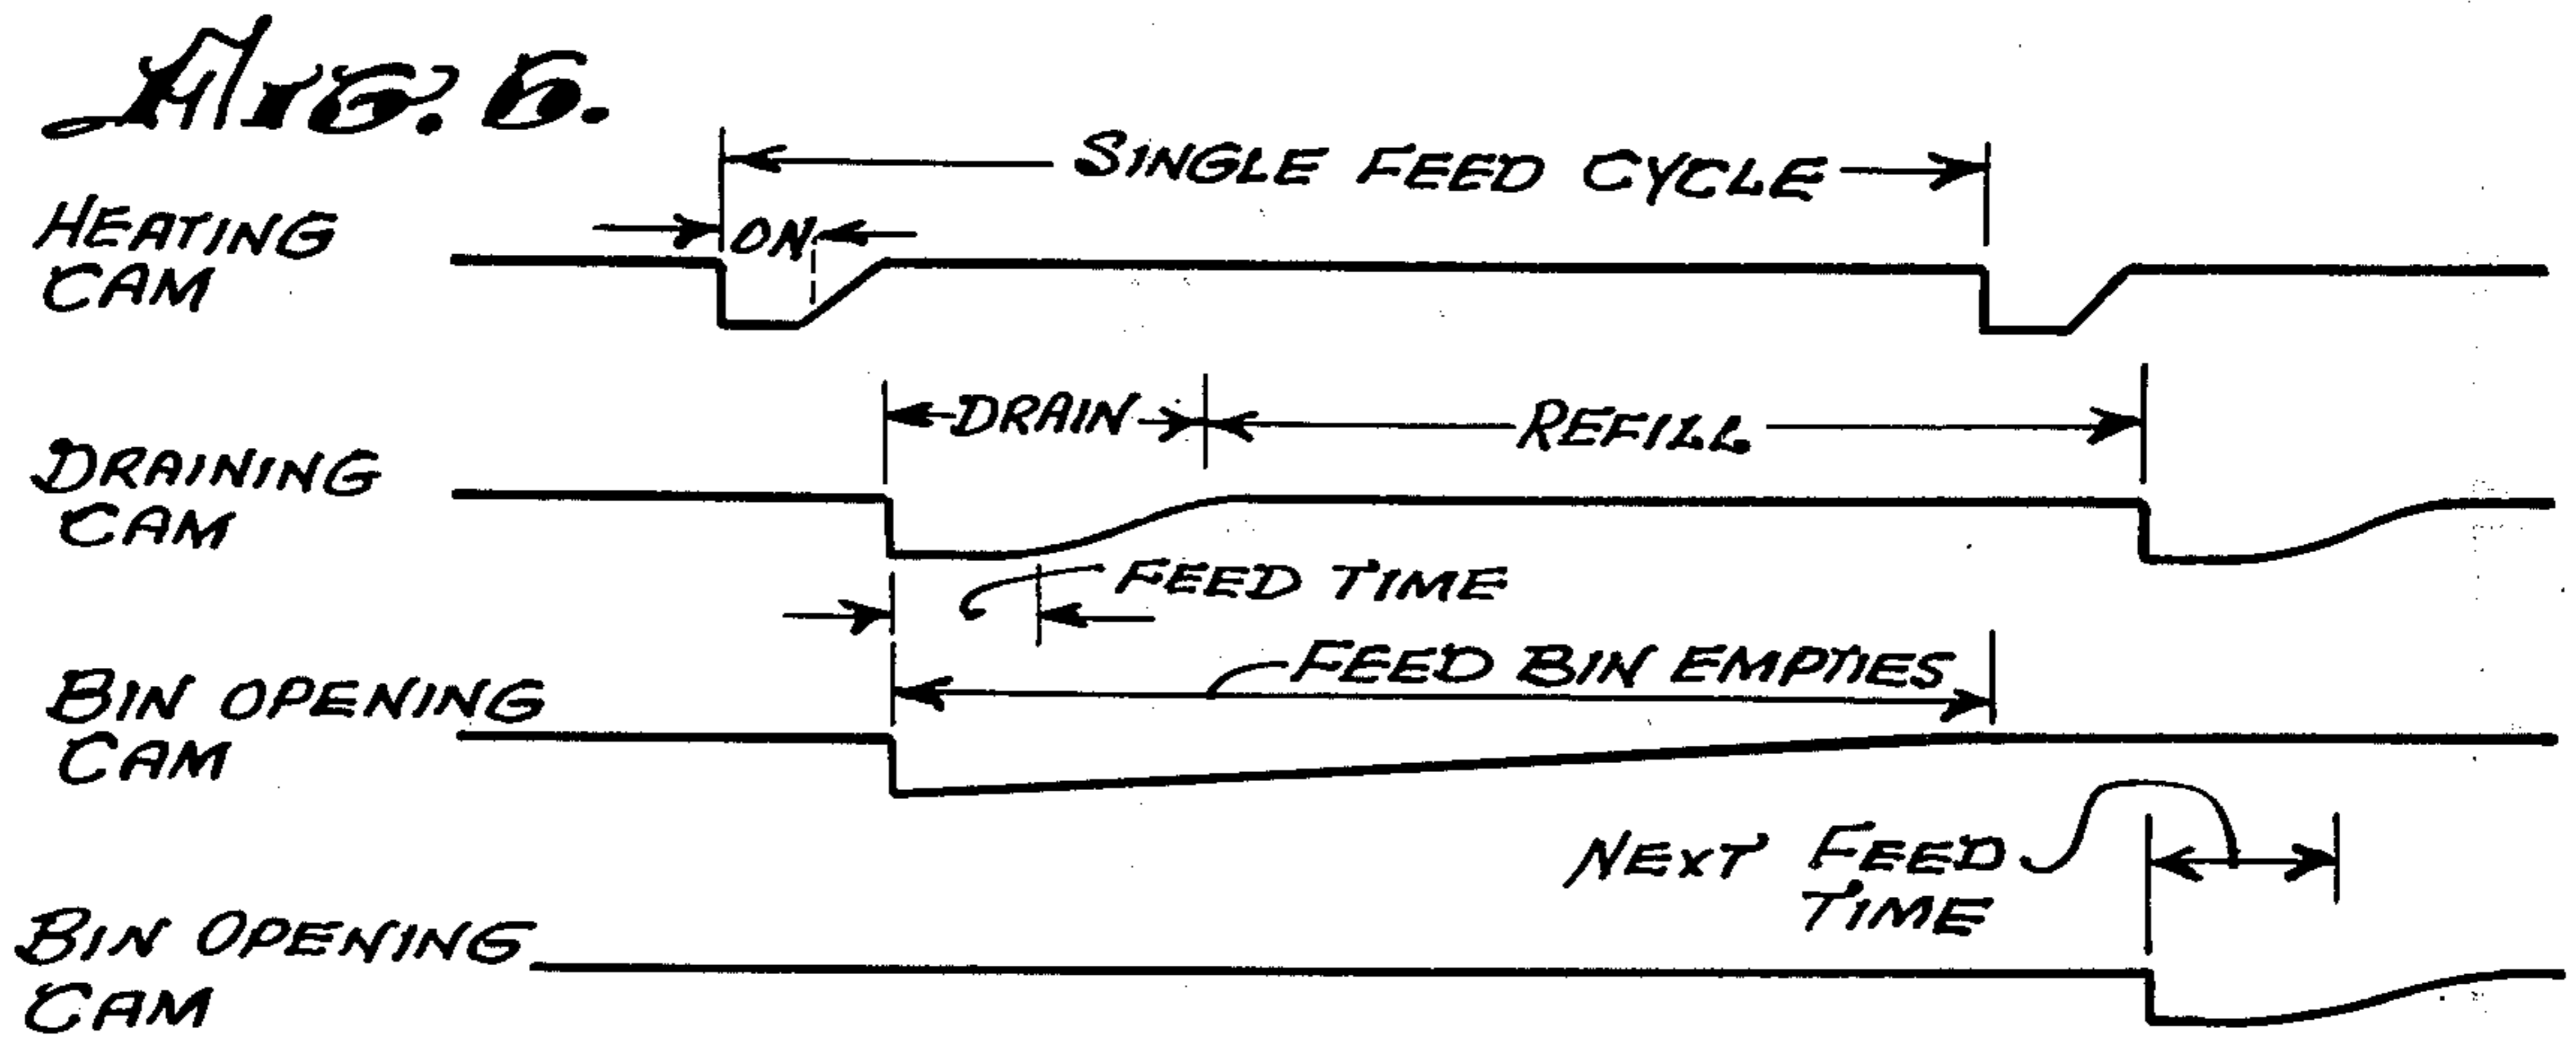 FIG. 5.
SINGLE FEED CYCLE
HEATING
CAM
ON
DRAIN
REFILL
DRAINING
CAM
FEED TIME
FEED BIN EMPTIES
BIN OPENING
CAM
NEXT FEED
TIME
BIN OPENING
CAM